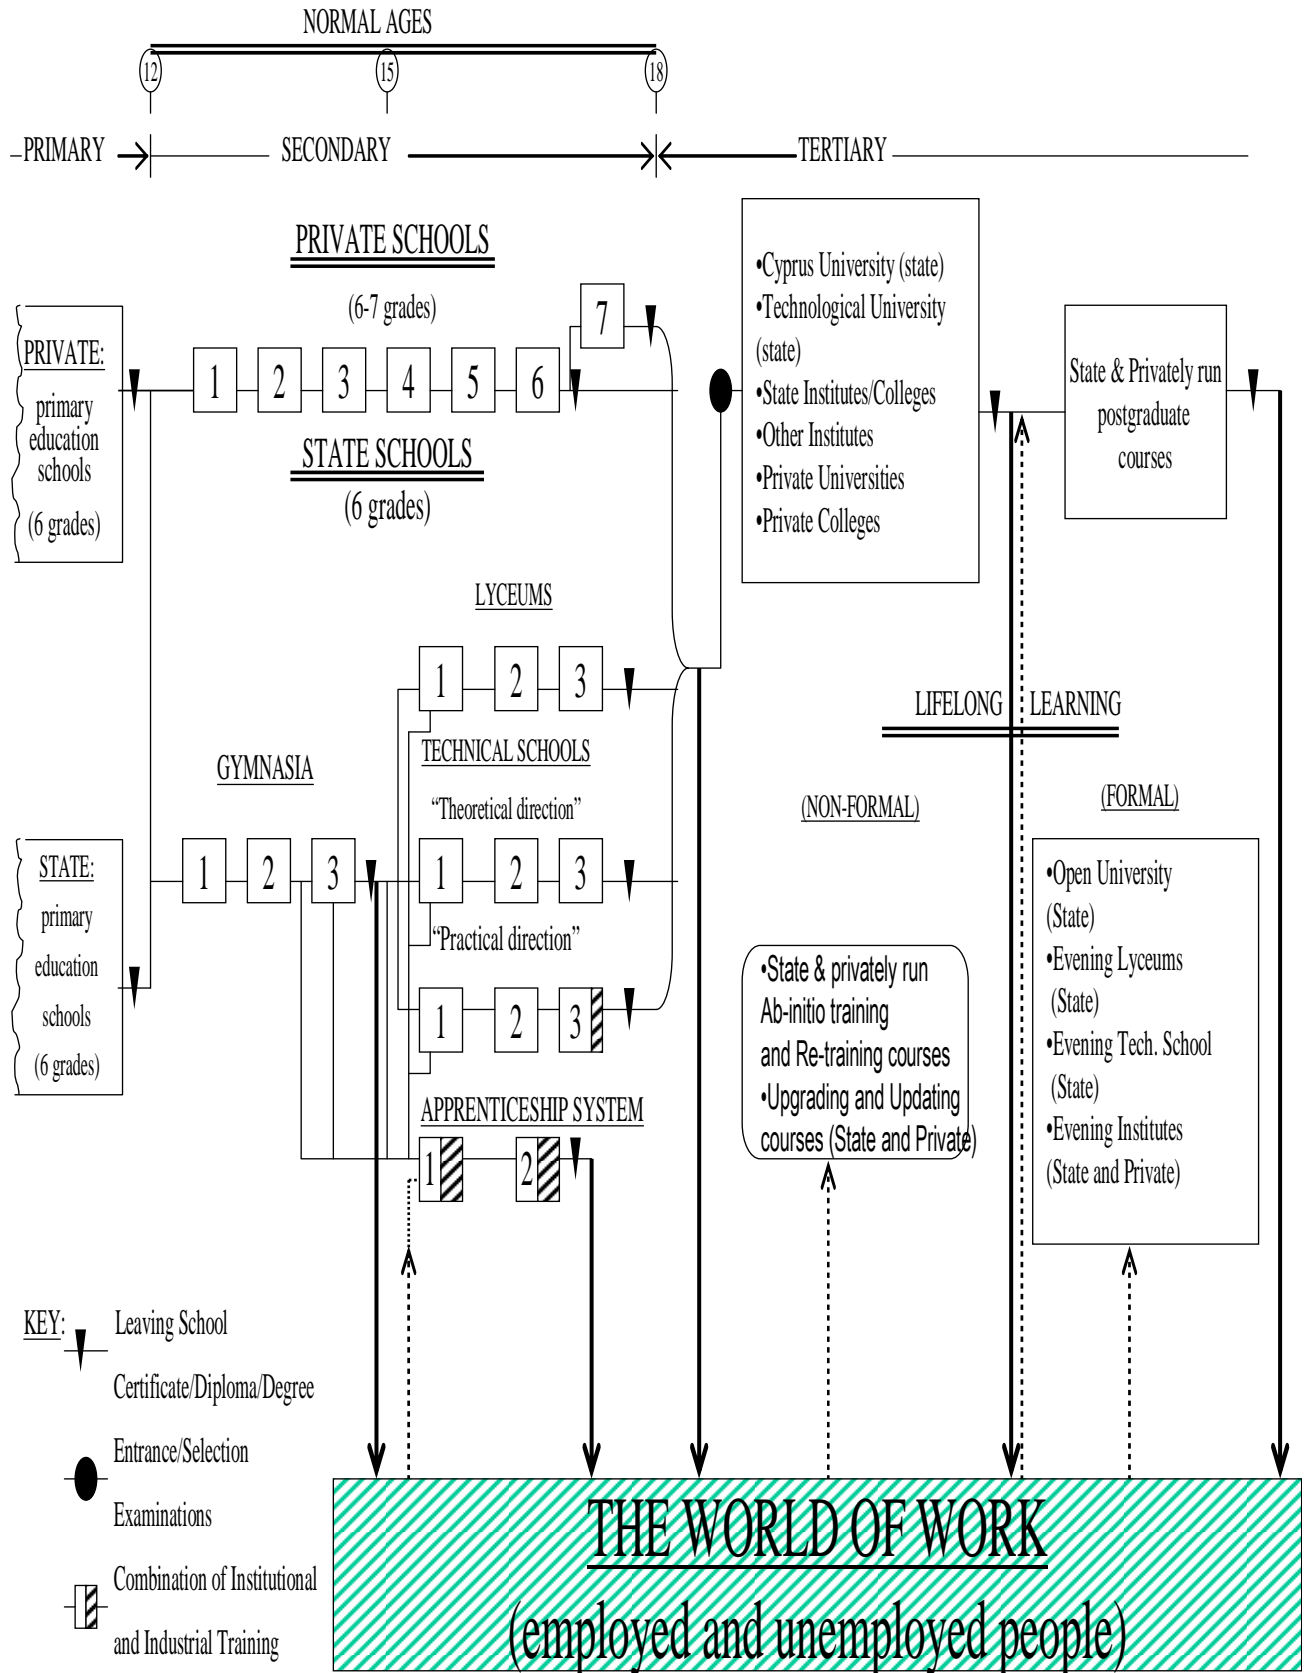 NORMAL AGES
12
15
18
PRIMARY
SECONDARY
TERTIARY
PRIVATE SCHOOLS
(6-7 grades)
7
PRIVATE:
primary
education
schools
(6 grades)
1
2
3
4
5
6
STATE SCHOOLS
(6 grades)
•Cyprus University (state)
•Technological University
(state)
•State Institutes/Colleges
•Other Institutes
•Private Universities
•Private Colleges
State & Privately run
postgraduate
courses
LYCEUMS
1
2
3
TECHNICAL SCHOOLS
“Theoretical direction”
GYMNASIA
1
2
3
1
2
3
“Practical direction”
1
2
3
STATE:
primary
education
schools
(6 grades)
APPRENTICESHIP SYSTEM
1
2
LIFELONG LEARNING
(NON-FORMAL)
(FORMAL)
•State & privately run
Ab-initio training
and Re-training courses
•Upgrading and Updating
courses (State and Private)
•Open University
(State)
•Evening Lyceums
(State)
•Evening Tech. School
(State)
•Evening Institutes
(State and Private)
KEY:
Leaving School
Certificate/Diploma/Degree
Entrance/Selection
Examinations
Combination of Institutional
and Industrial Training
THE WORLD OF WORK
(employed and unemployed people)